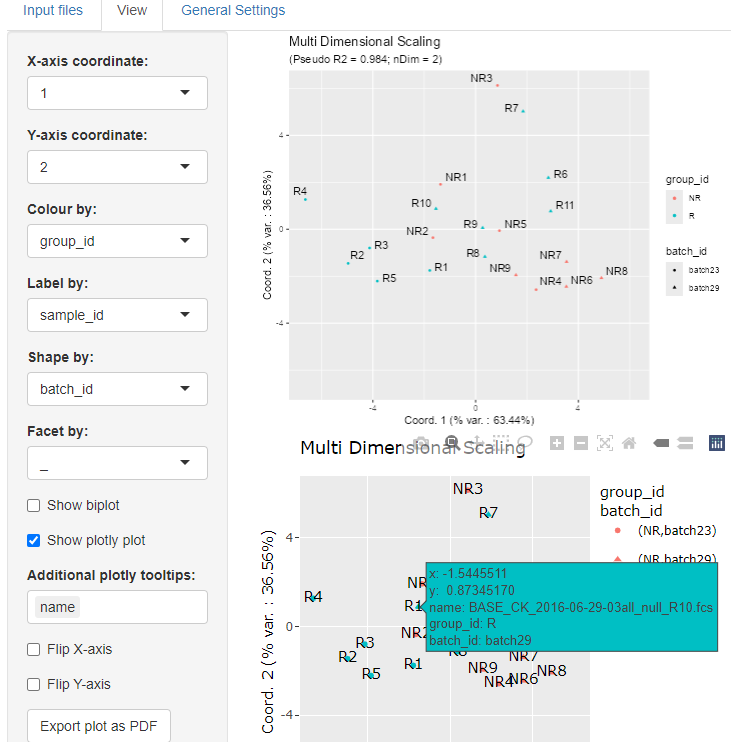 Input files
View
General Settings
X-axis coordinate:
1
Y-axis coordinate:
2
Colour by:
group_id
Label by:
sample_id
Shape by:
batch_id
Facet by:
_
Show biplot
Show plotly plot
Additional plotly tooltips:
name
Flip X-axis
Flip Y-axis
Export plot as PDF
Multi Dimensional Scaling
(Pseudo R2 = 0.984; nDim = 2)
NR3
R7
R4
NR1
R6
R10
R11
NR2
R9
NR5
R3
R2
R8
NR7
R5
R1
NR9
NR4
NR6
NR8
4
0
-4
Coord. 2 (% var. : 36.56%)
-4
0
4
Coord. 1 (% var. : 63.44%)
group_id
NR
R
batch_id
batch23
batch29
Multi Dimensional Scaling
NR3
R7
R4
R3
R2
R5
R1
NR9
NR7
NR4
NR6
NR8
4
0
-4
Coord. 2 (% var. : 36.56%)
group_id
batch_id
(NR,batch23)
(NR,batch29)
x: -1.5445511
y: 0.87345170
name: BASE_CK_2016-06-29-03all_null_R10.fcs
group_id: R
batch_id: batch29